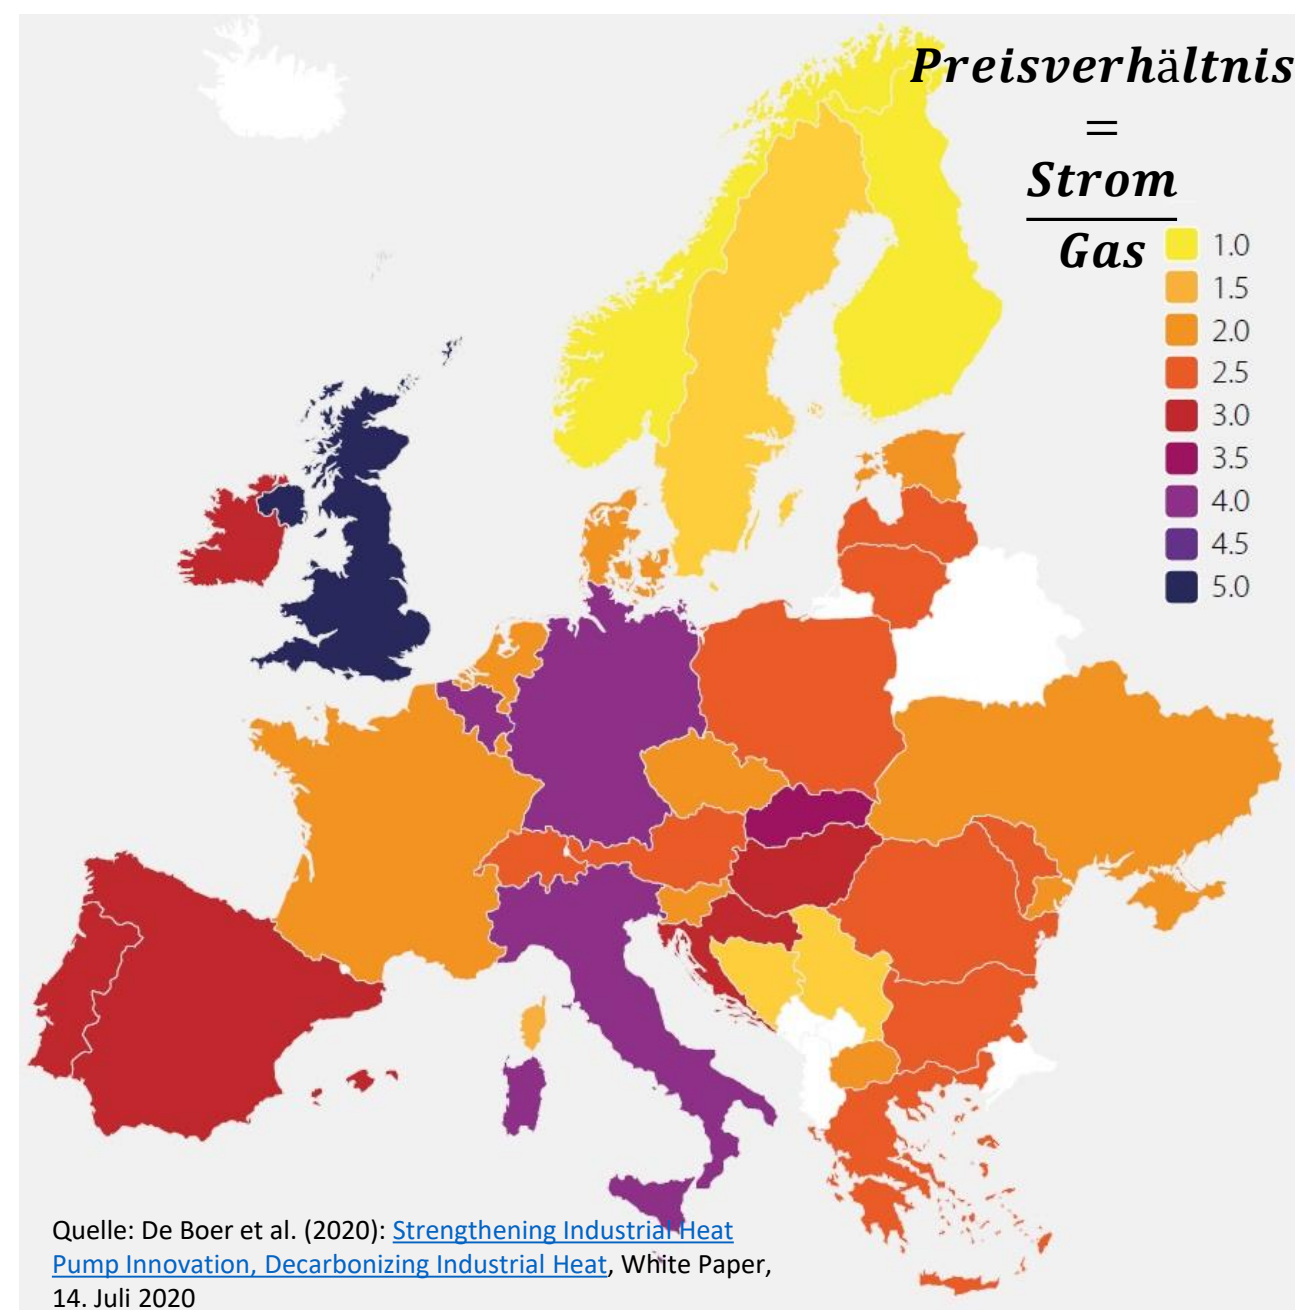 Preisverhältnis
=
Strom
Gas
1.0
1.5
2.0
2.5
3.0
3.5
4.0
4.5
5.0
Quelle: De Boer et al. (2020): Strengthening Industrial Heat
Pump Innovation, Decarbonizing Industrial Heat, White Paper,
14. Juli 2020